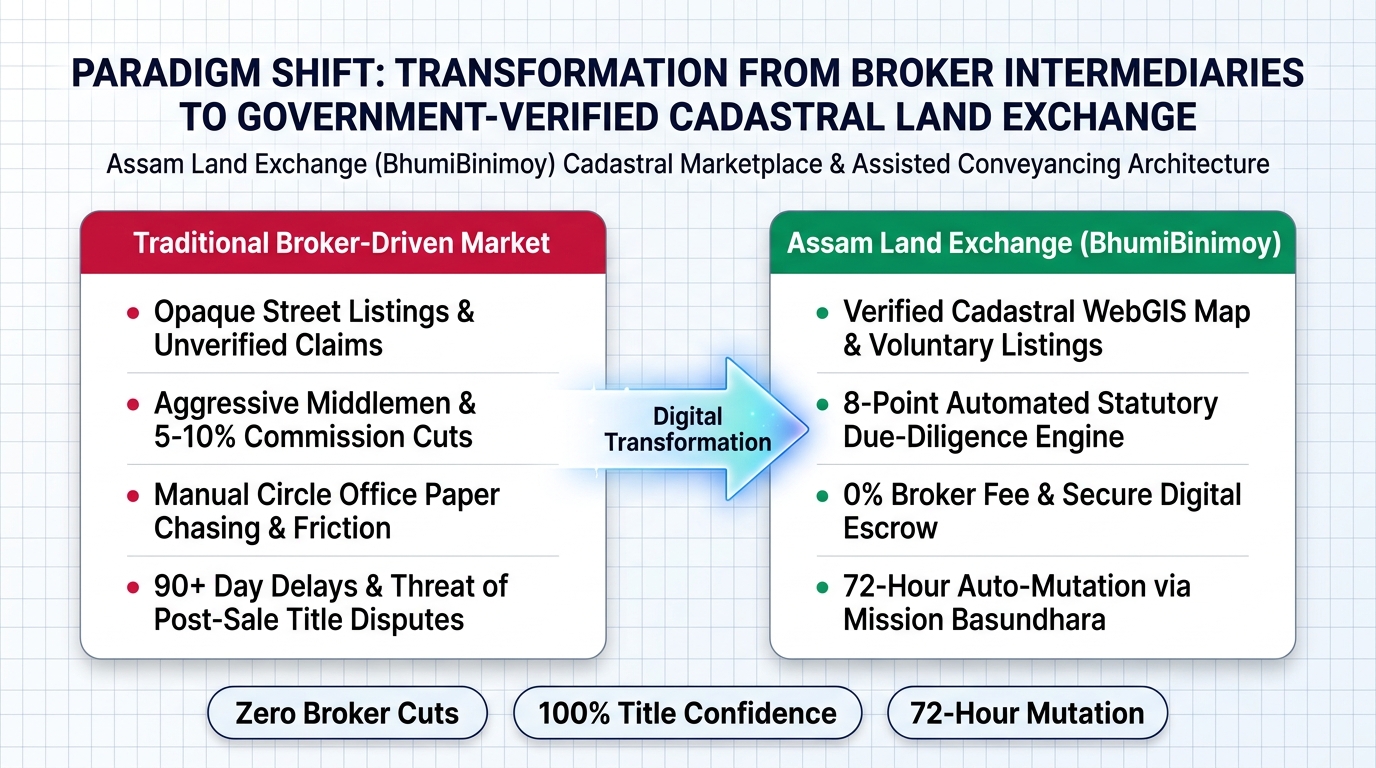 PARADIGM SHIFT: TRANSFORMATION FROM BROKER INTERMEDIARIES
TO GOVERNMENT-VERIFIED CADASTRAL LAND EXCHANGE
Assam Land Exchange (BhumiBinimoy) Cadastral Marketplace & Assisted Conveyancing Architecture
Traditional Broker-Driven Market
Opaque Street Listings &
Unverified Claims
Aggressive Middlemen &
5-10% Commission Cuts
Manual Circle Office Paper
Chasing & Friction
90+ Day Delays & Threat of
Post-Sale Title Disputes
Digital
Transformation
Assam Land Exchange (BhumiBinimoy)
Verified Cadastral WebGIS Map
& Voluntary Listings
8-Point Automated Statutory
Due-Diligence Engine
0% Broker Fee & Secure Digital
Escrow
72-Hour Auto-Mutation via
Mission Basundhara
Zero Broker Cuts
100% Title Confidence
72-Hour Mutation